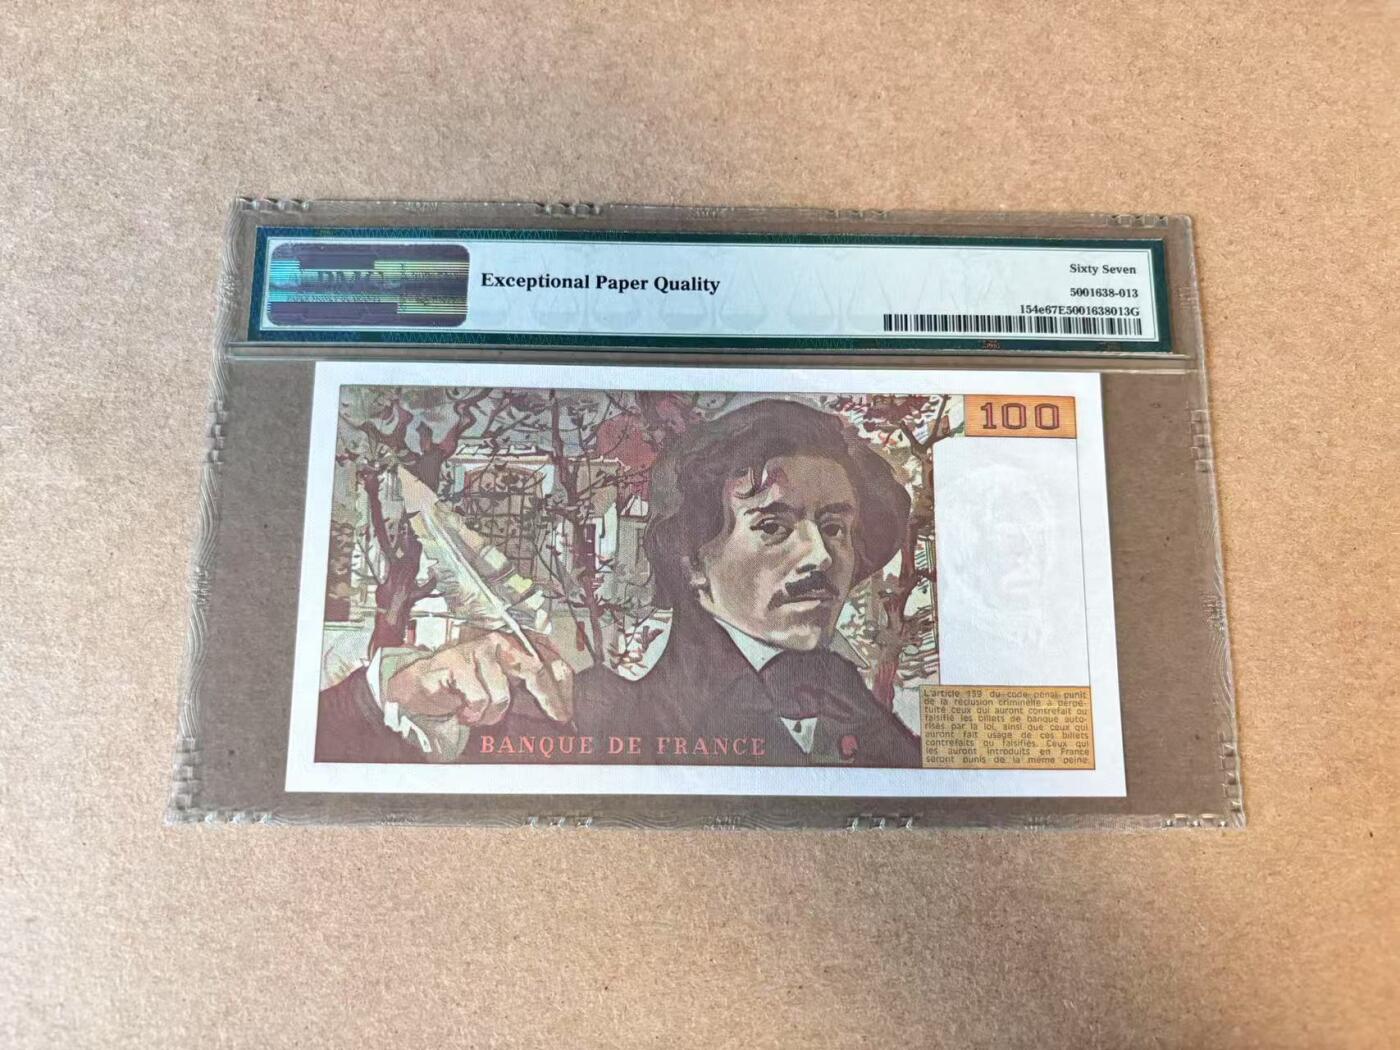 PMG
Exceptional Paper Quality
Sixty Seven
5001638-013
154e67E5001638013G
100
BANQUE DE FRANCE
L'article 139 du code pénal punit
de la réclusion criminelle à perpé-
tuité ceux qui auront contrefait ou
falsifié les billets de banque auto-
risés par la loi, ainsi que ceux qui
auront fait usage de ces billets
contrefaits ou falsifiés. Ceux qui
les auront introduits en France
seront punis de la même peine.